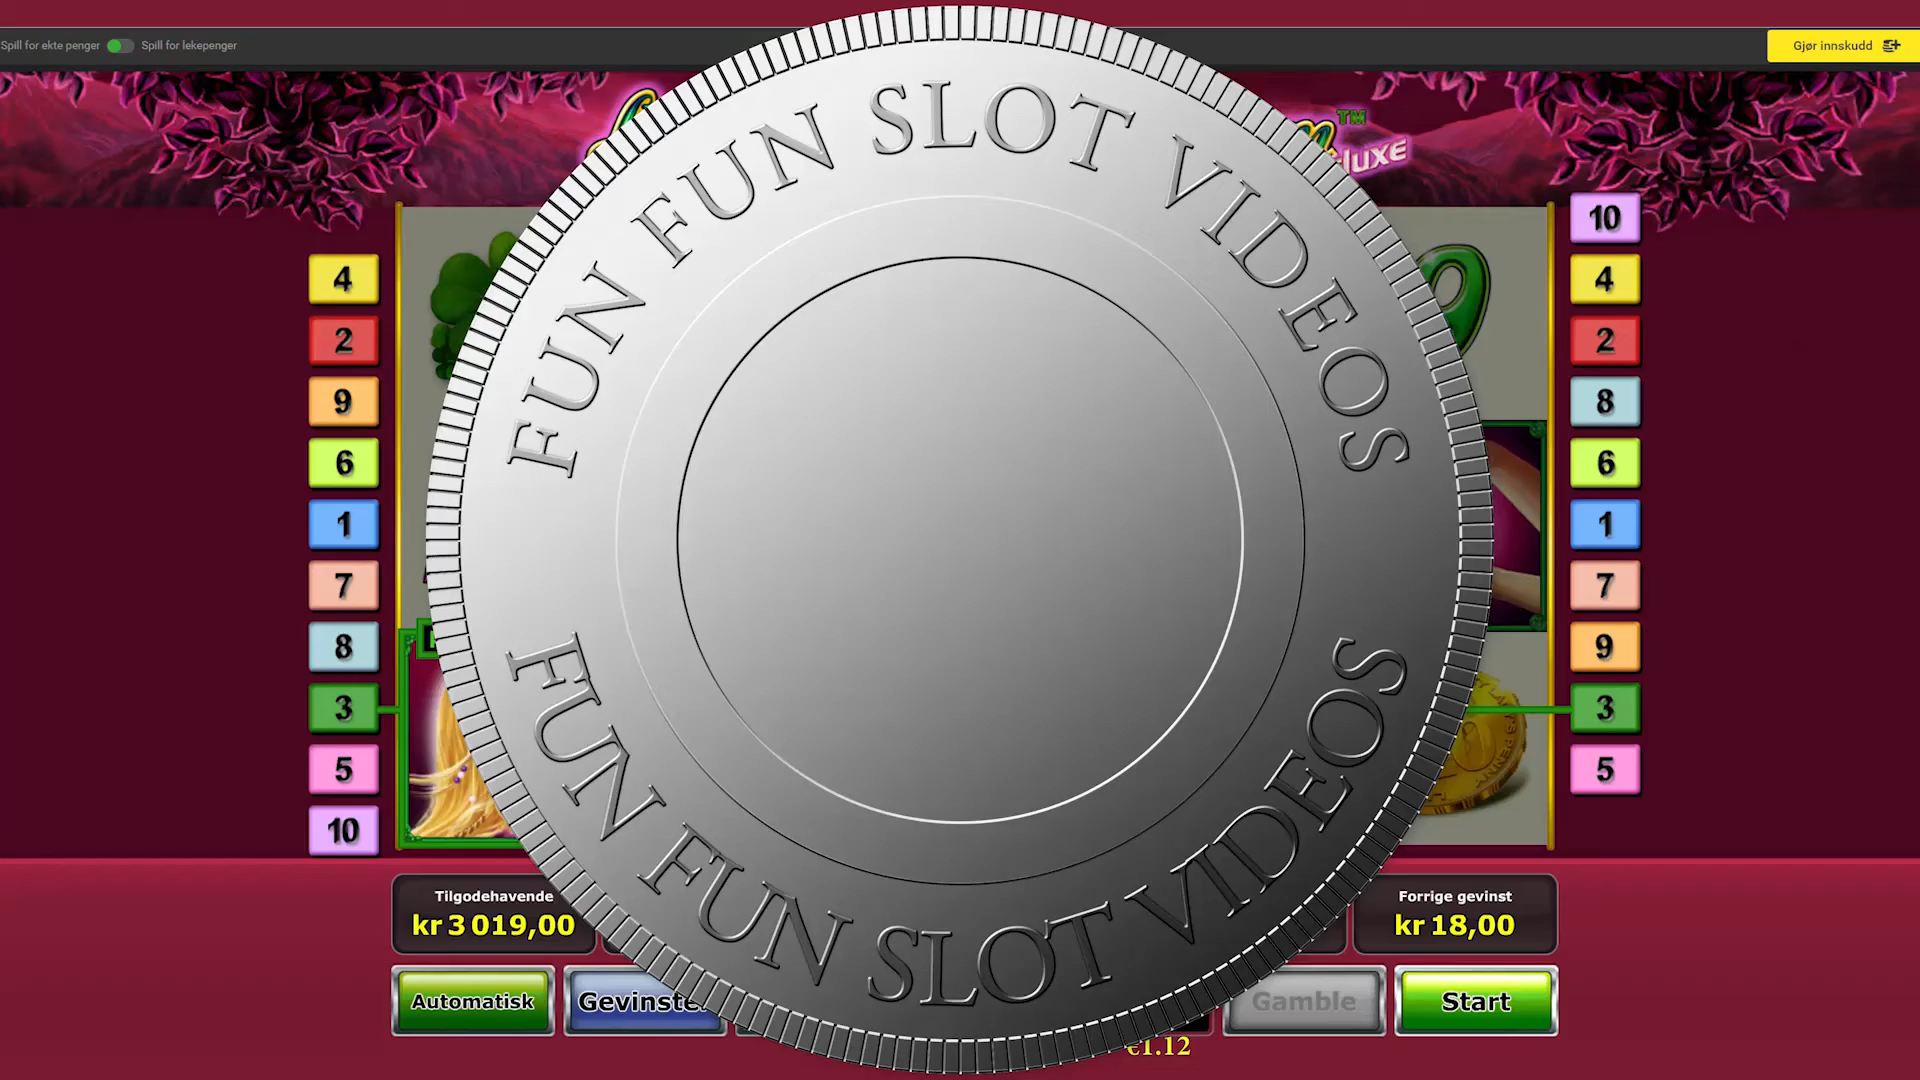 Spill for ekte penger Spill for lekepenger
Gjør innskudd
FUN FUN SLOT VIDEOS
TM
10
4 4
2 2
9 8
6 6
1 1
7 7
8 9
3 3
5 5
10
FUN FUN SLOT VIDEOS
Tilgodehavende
kr 3 019,00
Forrige gevinst
kr 18,00
Automatisk
Gamble
Start
€1.12